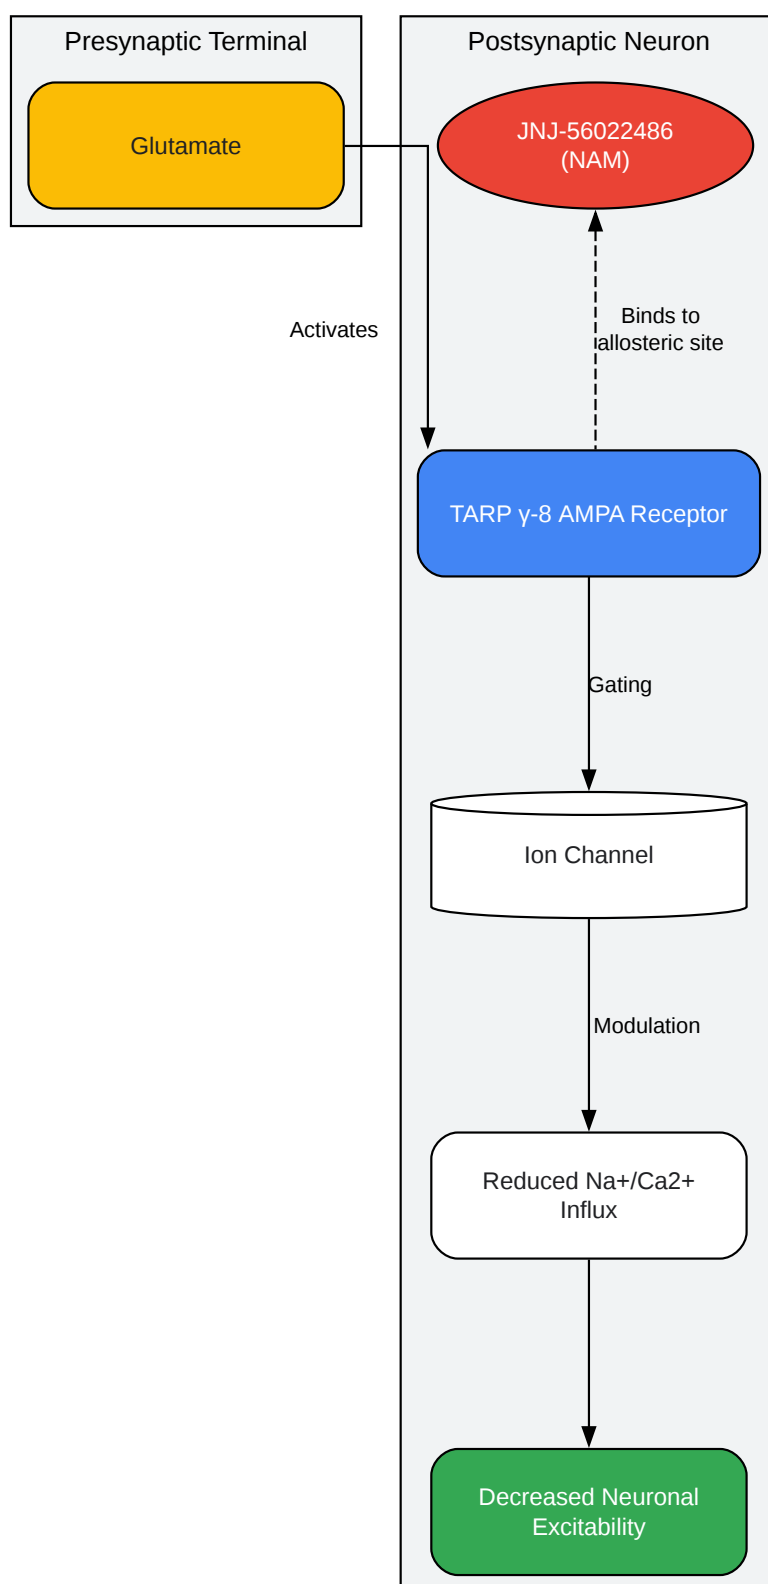 Presynaptic Terminal
Postsynaptic Neuron
Glutamate
JNJ-56022486
(NAM)
Activates
Binds to
allosteric site
TARP γ-8 AMPA Receptor
Gating
Ion Channel
Modulation
Reduced Na+/Ca2+
Influx
Decreased Neuronal
Excitability